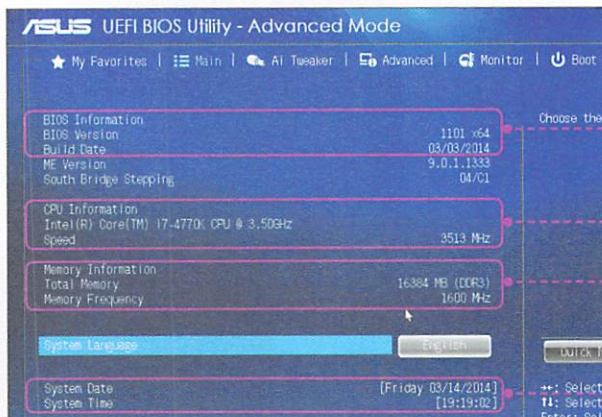 ASUS UEFI BIOS Utility - Advanced Mode
My Favorites | Main | Ai Tweaker | Advanced | Monitor | Boot
Choose the
BIOS Information
BIOS Version 1101 x64
Build Date 03/03/2014
ME Version 9.0.1.1333
South Bridge Stepping 04/C1
CPU Information
Intel(R) Core(TM) i7-4770K CPU @ 3.50GHz
Speed 3513 MHz
Memory Information
Total Memory 16384 MB (DDR3)
Memory Frequency 1600 MHz
System Language English
Quick
System Date [Friday 03/14/2014]
System Time [19:19:02]
→←: Select
↑↓: Select